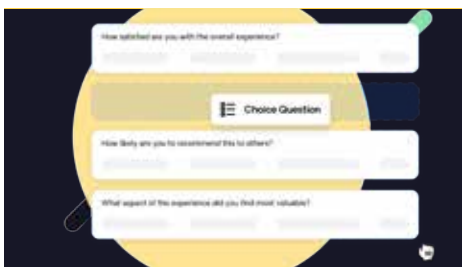 How satisfied are you with the overall experience?
Choice Question
How likely are you to recommend this to others?
What aspect of the experience did you find most valuable?